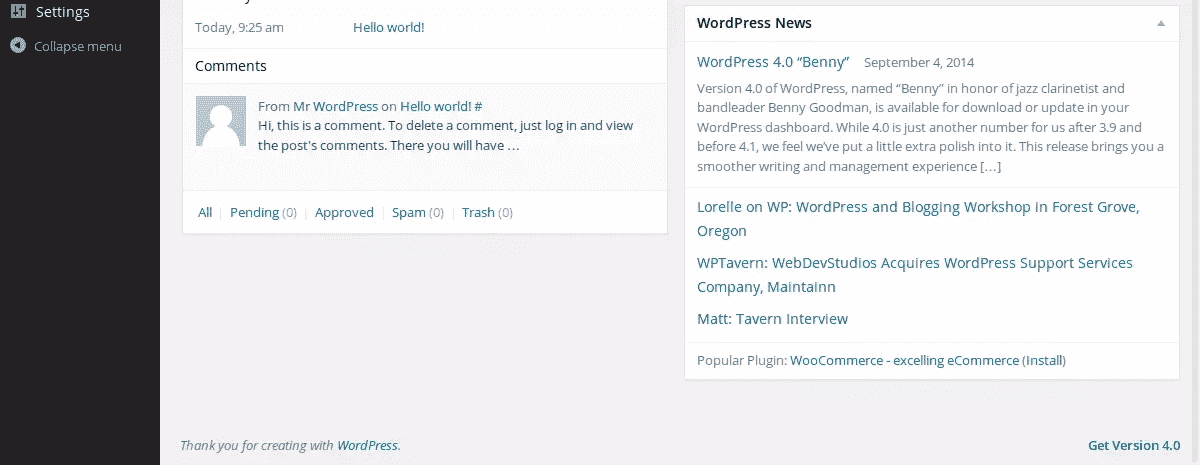 Settings
Collapse menu
Today, 9:25 am Hello world!
Comments
From Mr WordPress on Hello world! #
Hi, this is a comment. To delete a comment, just log in and view
the post's comments. There you will have …
All | Pending (0) | Approved | Spam (0) | Trash (0)
WordPress News
WordPress 4.0 “Benny” September 4, 2014
Version 4.0 of WordPress, named “Benny” in honor of jazz clarinetist and
bandleader Benny Goodman, is available for download or update in your
WordPress dashboard. While 4.0 is just another number for us after 3.9 and
before 4.1, we feel we’ve put a little extra polish into it. This release brings you a
smoother writing and management experience […]
Lorelle on WP: WordPress and Blogging Workshop in Forest Grove,
Oregon
WPTavern: WebDevStudios Acquires WordPress Support Services
Company, Maintainn
Matt: Tavern Interview
Popular Plugin: WooCommerce - excelling eCommerce (Install)
Thank you for creating with WordPress.
Get Version 4.0